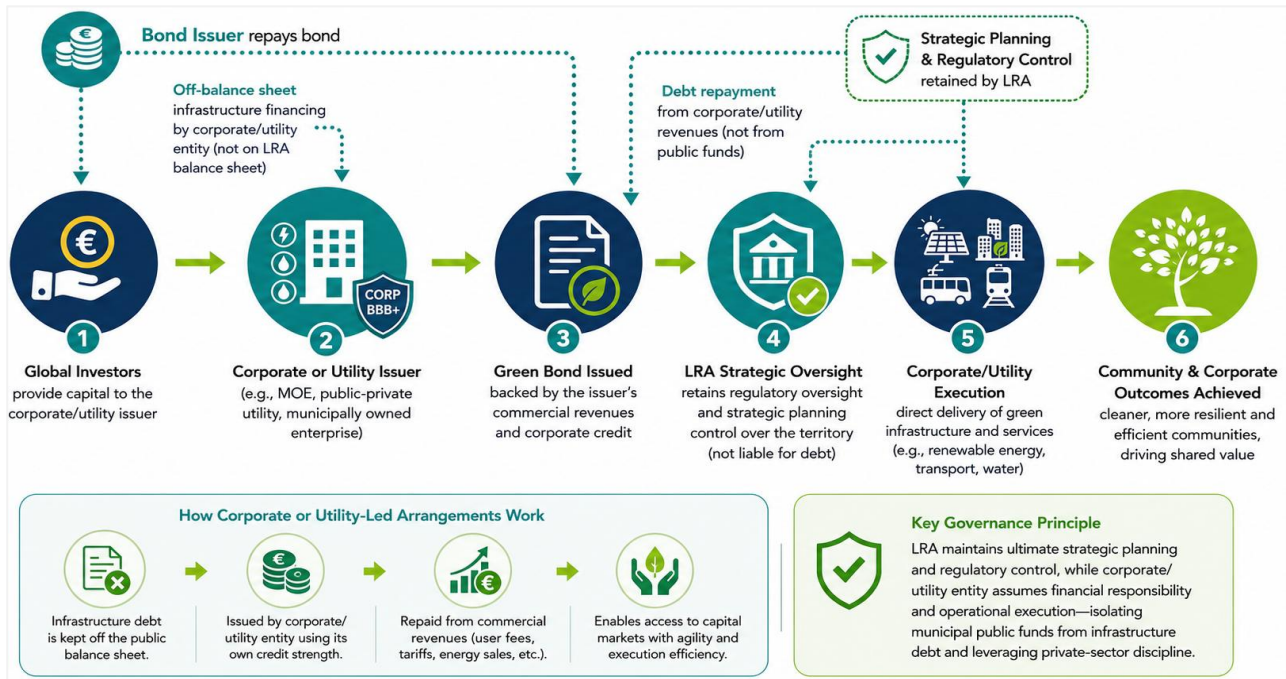 Bond Issuer repays bond
Strategic Planning
& Regulatory Control
retained by LRA
Off-balance sheet
infrastructure financing
by corporate/utility
entity (not on LRA
balance sheet)
Debt repayment
from corporate/utility
revenues (not from
public funds)
€
€
CORP
BBB+
1
Global Investors
provide capital to the
corporate/utility issuer
2
Corporate or Utility Issuer
(e.g., MOE, public-private
utility, municipally owned
enterprise)
3
Green Bond Issued
backed by the issuer's
commercial revenues
and corporate credit
4
LRA Strategic Oversight
retains regulatory oversight
and strategic planning
control over the territory
(not liable for debt)
5
Corporate/Utility
Execution
direct delivery of green
infrastructure and services
(e.g., renewable energy,
transport, water)
6
Community & Corporate
Outcomes Achieved
cleaner, more resilient and
efficient communities,
driving shared value
How Corporate or Utility-Led Arrangements Work
Infrastructure debt
is kept off the public
balance sheet.
€
Issued by corporate/
utility entity using its
own credit strength.
€
Repaid from commercial
revenues (user fees,
tariffs, energy sales, etc.).
Enables access to capital
markets with agility and
execution efficiency.
Key Governance Principle
LRA maintains ultimate strategic planning
and regulatory control, while corporate/
utility entity assumes financial responsibility
and operational execution—isolating
municipal public funds from infrastructure
debt and leveraging private-sector discipline.